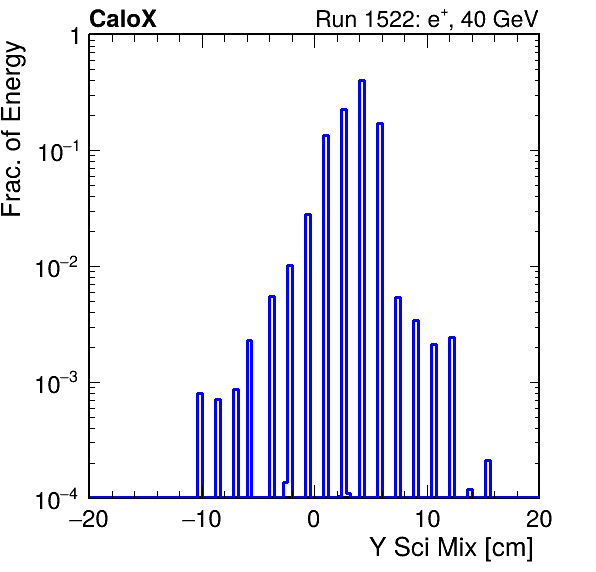 CaloX Run 1522: e⁺, 40 GeV
Frac. of Energy
1
10⁻¹
10⁻²
10⁻³
10⁻⁴
−20 −10 0 10 20
Y Sci Mix [cm]